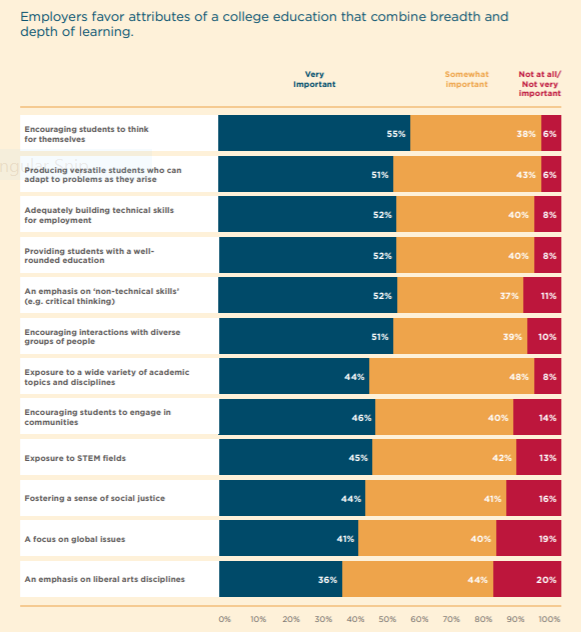 Employers favor attributes of a college education that combine breadth and
depth of learning.
Very
Important
Somewhat
important
Not at all/
Not very
important
Encouraging students to think
for themselves
55% 38% 6%
Producing versatile students who can
adapt to problems as they arise
51% 43% 6%
Adequately building technical skills
for employment
52% 40% 8%
Providing students with a well-
rounded education
52% 40% 8%
An emphasis on ‘non-technical skills’
(e.g. critical thinking)
52% 37% 11%
Encouraging interactions with diverse
groups of people
51% 39% 10%
Exposure to a wide variety of academic
topics and disciplines
44% 48% 8%
Encouraging students to engage in
communities
46% 40% 14%
Exposure to STEM fields
45% 42% 13%
Fostering a sense of social justice
44% 41% 16%
A focus on global issues
41% 40% 19%
An emphasis on liberal arts disciplines
36% 44% 20%
0% 10% 20% 30% 40% 50% 60% 70% 80% 90% 100%